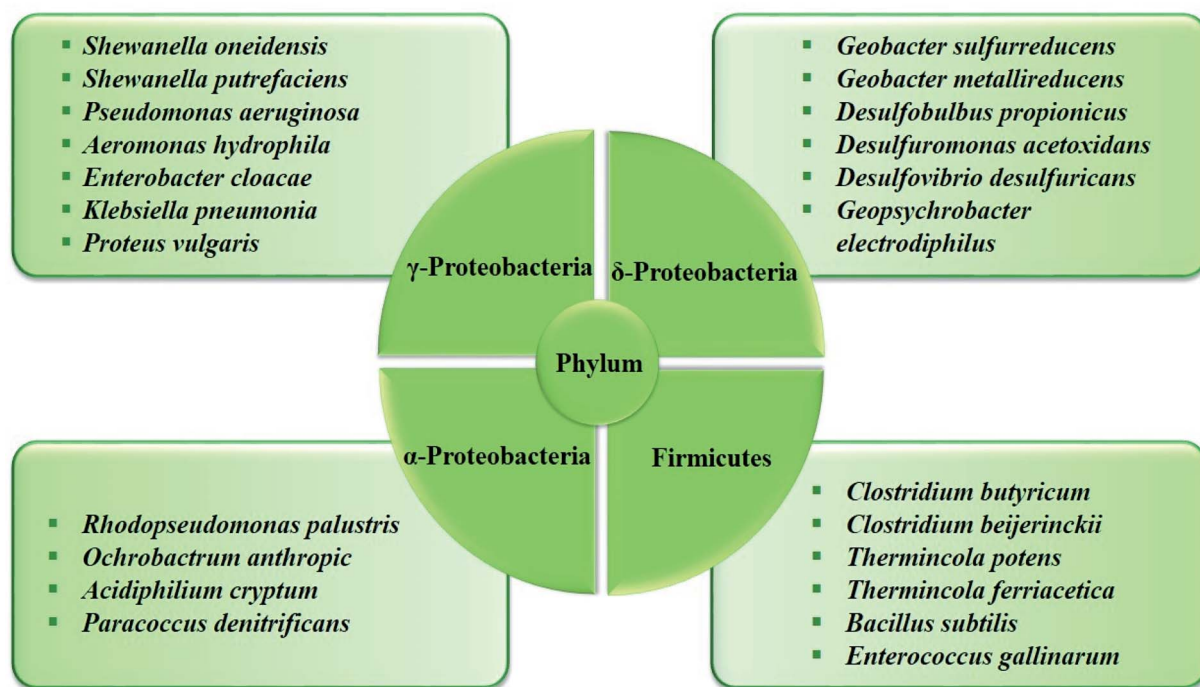 Shewanella oneidensis
Shewanella putrefaciens
Pseudomonas aeruginosa
Aeromonas hydrophila
Enterobacter cloacae
Klebsiella pneumonia
Proteus vulgaris
Geobacter sulfurreducens
Geobacter metallireducens
Desulfobulbus propionicus
Desulfuromonas acetoxidans
Desulfovibrio desulfuricans
Geopsychrobacter
electrodiphilus
γ-Proteobacteria
δ-Proteobacteria
Phylum
α-Proteobacteria
Firmicutes
Rhodopseudomonas palustris
Ochrobactrum anthropic
Acidiphilium cryptum
Paracoccus denitrificans
Clostridium butyricum
Clostridium beijerinckii
Thermincola potens
Thermincola ferriacetica
Bacillus subtilis
Enterococcus gallinarum